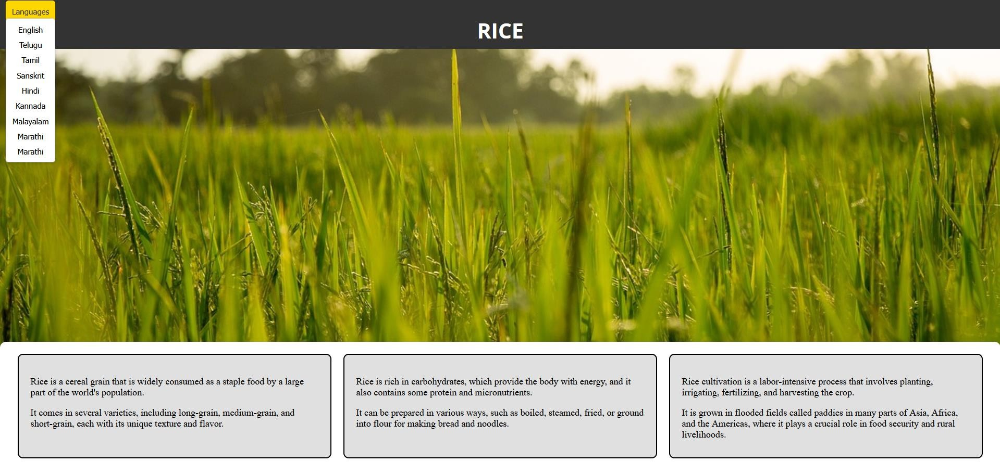 Languages
English
Telugu
Tamil
Sanskrit
Hindi
Kannada
Malayalam
Marathi
Marathi
RICE
Rice is a cereal grain that is widely consumed as a staple food by a large
part of the world's population.
It comes in several varieties, including long-grain, medium-grain, and
short-grain, each with its unique texture and flavor.
Rice is rich in carbohydrates, which provide the body with energy, and it
also contains some protein and micronutrients.
It can be prepared in various ways, such as boiled, steamed, fried, or ground
into flour for making bread and noodles.
Rice cultivation is a labor-intensive process that involves planting,
irrigating, fertilizing, and harvesting the crop.
It is grown in flooded fields called paddies in many parts of Asia, Africa,
and the Americas, where it plays a crucial role in food security and rural
livelihoods.